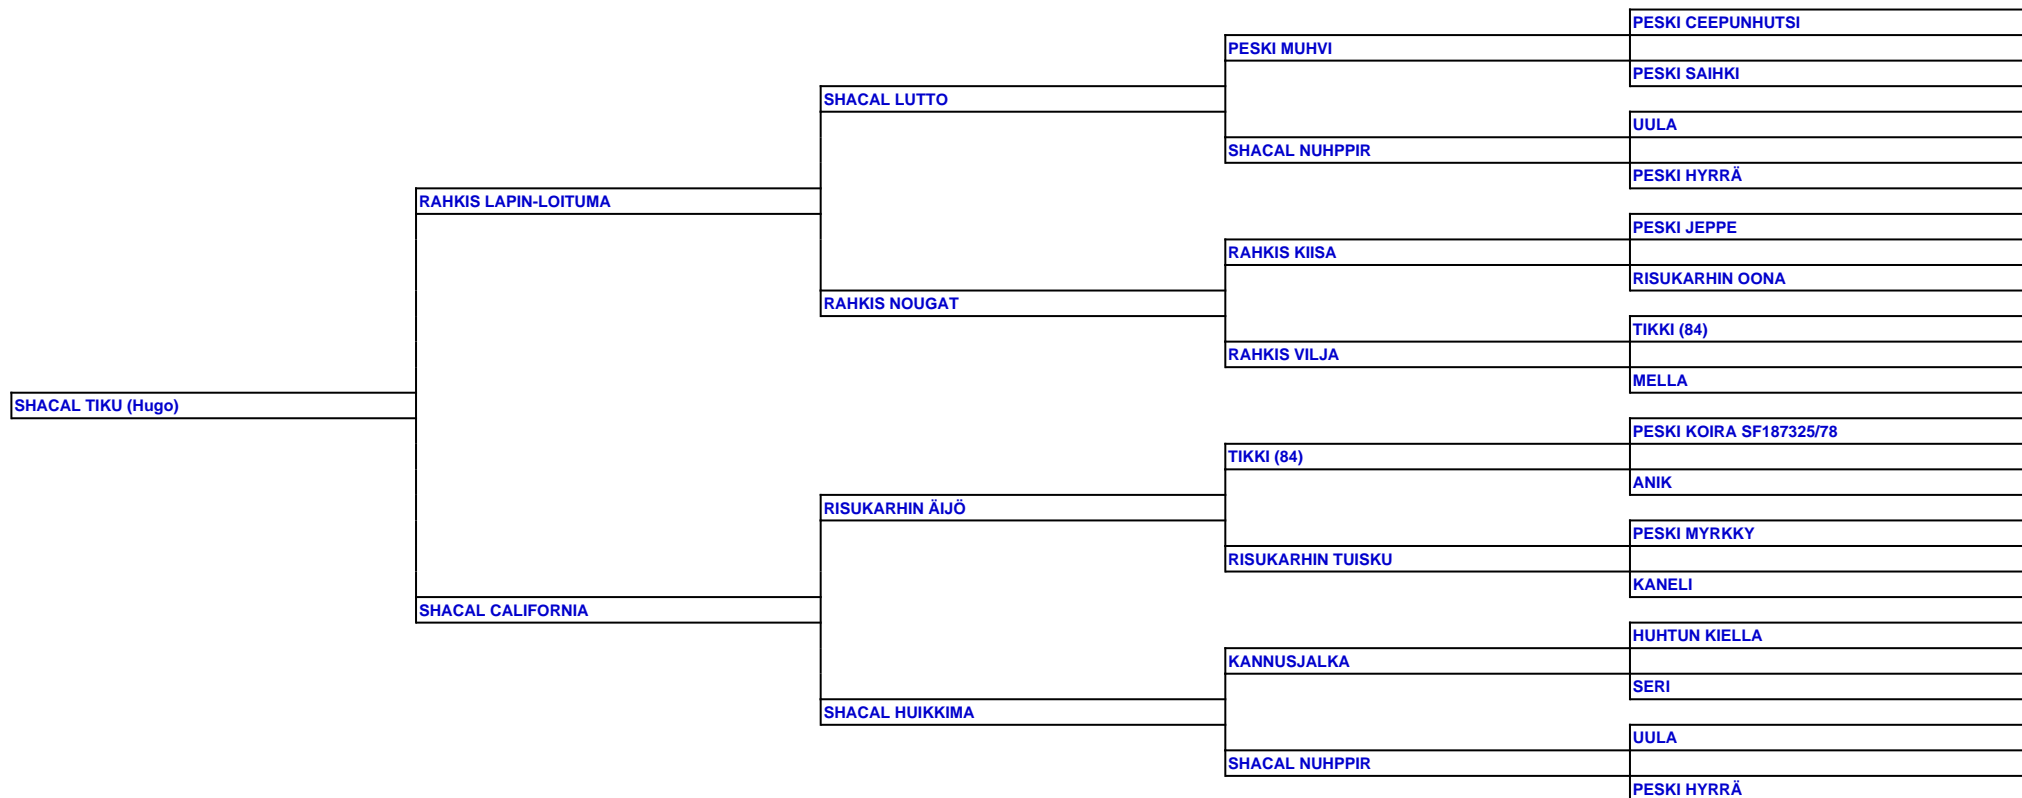 PESKI CEEPUNHUTSI
PESKI MUHVI
PESKI SAIHKI
SHACAL LUTTO
UULA
SHACAL NUHPPIR
PESKI HYRRÄ
RAHKIS LAPIN-LOITUMA
PESKI JEPPE
RAHKIS KIISA
RISUKARHIN OONA
RAHKIS NOUGAT
TIKKI (84)
RAHKIS VILJA
MELLA
SHACAL TIKU (Hugo)
PESKI KOIRA SF187325/78
TIKKI (84)
ANIK
RISUKARHIN ÄIJÖ
PESKI MYRKKY
RISUKARHIN TUISKU
KANELI
SHACAL CALIFORNIA
HUHTUN KIELLA
KANNUSJALKA
SERI
SHACAL HUIKKIMA
UULA
SHACAL NUHPPIR
PESKI HYRRÄ